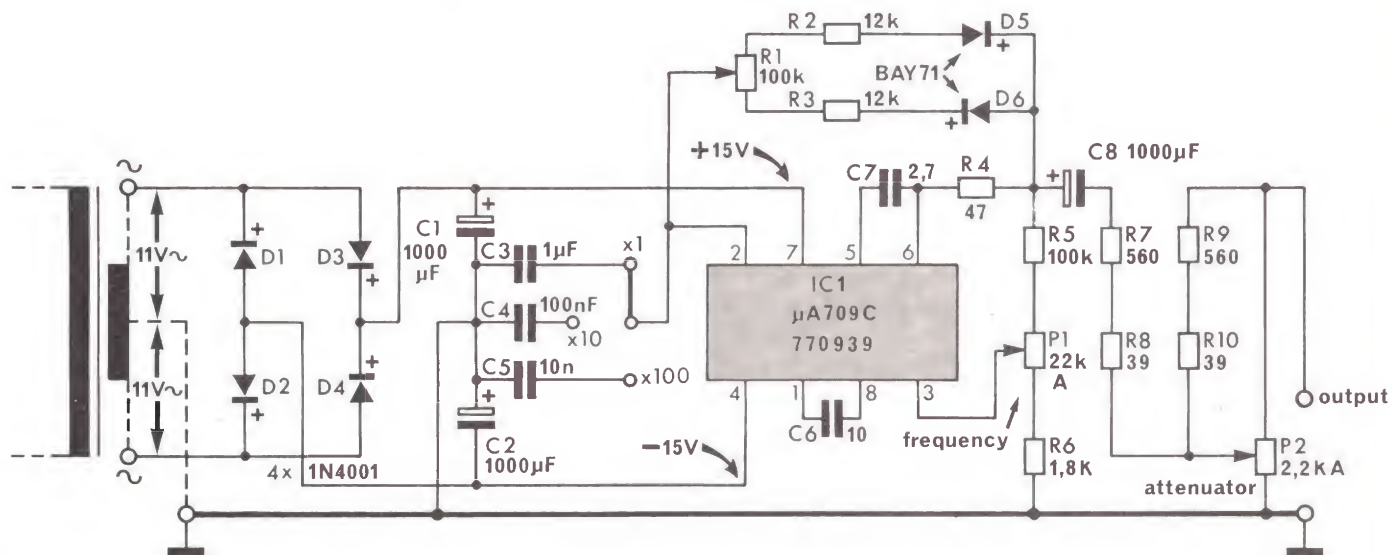 R2 12k
D5
+
R1
100k
BAY71
R3 12k
D6
+
~
+15V
C8 1000µF
+
C7 2,7
R4
47
11V~
+
D1
D3
+
+
C1
1000
µF
C3 1µF
x1
2 7 5 6
R5
100k
R7
560
R9
560
IC1
µA709C
770939
C4 100nF
x10
P1
22k
A
R8
39
R10
39
11V~
D2
D4
+
+
C5 10n
x100
4 1 8 3
output
+
C6 10
frequency
C2
1000µF
−15V
R6
1,8K
P2
2,2kA
~
4x 1N4001
attenuator